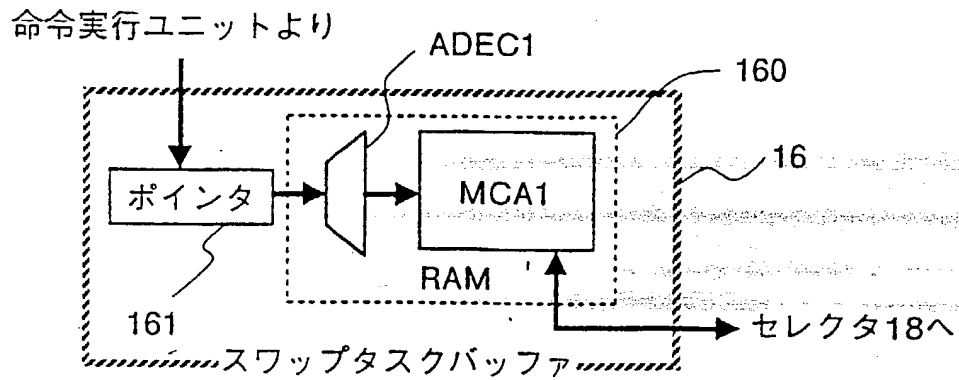 命令実行ユニットより
ADEC1
160
16
ポインタ
MCA1
RAM
161
セレクタ18へ
スワップタスクバッファ